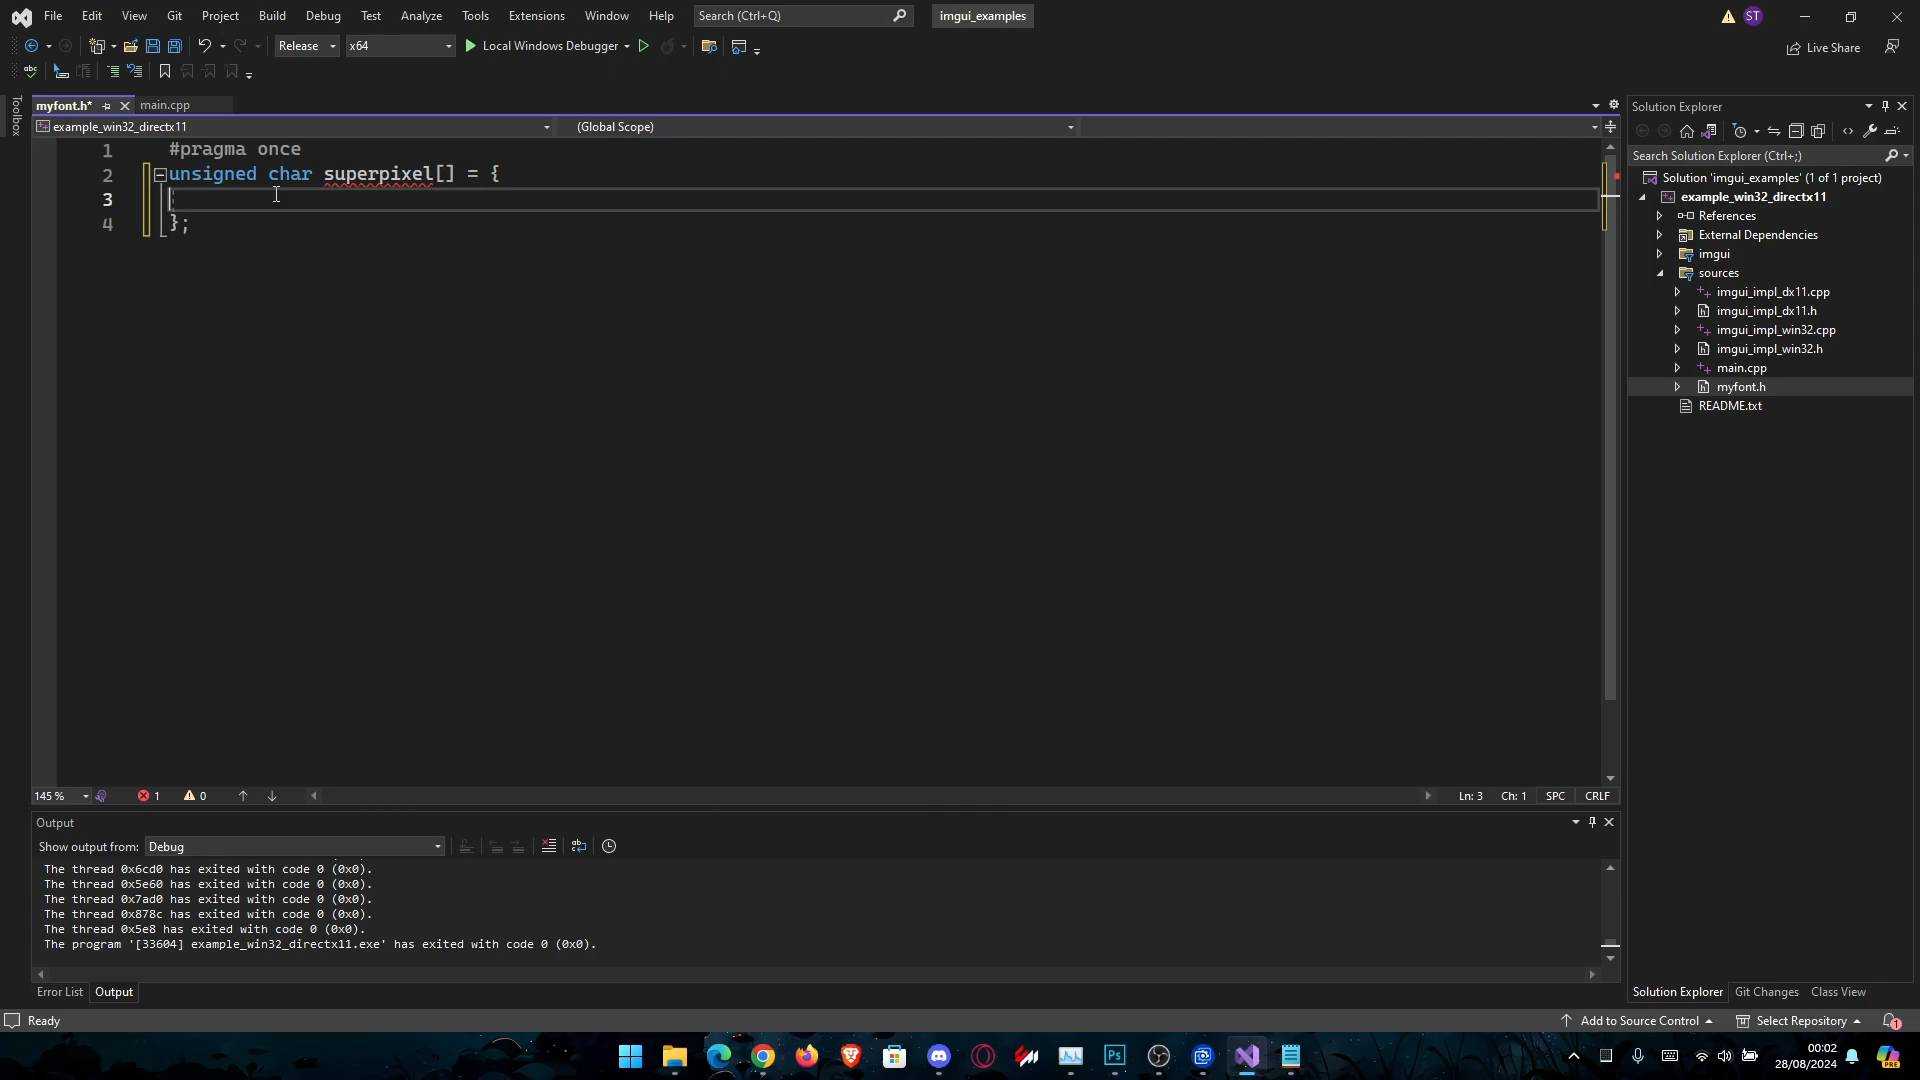 File Edit View Git Project Build Debug Test Analyze Tools Extensions Window Help Search (Ctrl+Q) imgui_examples ST
Release x64 Local Windows Debugger Live Share
Toolbox
myfont.h* main.cpp
example_win32_directx11 (Global Scope)
1 #pragma once
2 unsigned char superpixel[] = {
3
4 };
145 % 1 0 Ln: 3 Ch: 1 SPC CRLF
Output
Show output from: Debug
The thread 0x6cd0 has exited with code 0 (0x0).
The thread 0x5e60 has exited with code 0 (0x0).
The thread 0x7ad0 has exited with code 0 (0x0).
The thread 0x878c has exited with code 0 (0x0).
The thread 0x5e8 has exited with code 0 (0x0).
The program '[33604] example_win32_directx11.exe' has exited with code 0 (0x0).
Error List Output
Solution Explorer
Search Solution Explorer (Ctrl+;)
Solution 'imgui_examples' (1 of 1 project)
example_win32_directx11
References
External Dependencies
imgui
sources
imgui_impl_dx11.cpp
imgui_impl_dx11.h
imgui_impl_win32.cpp
imgui_impl_win32.h
main.cpp
myfont.h
README.txt
Solution Explorer Git Changes Class View
Ready Add to Source Control Select Repository 1
Ps 00:02
28/08/2024
PRE